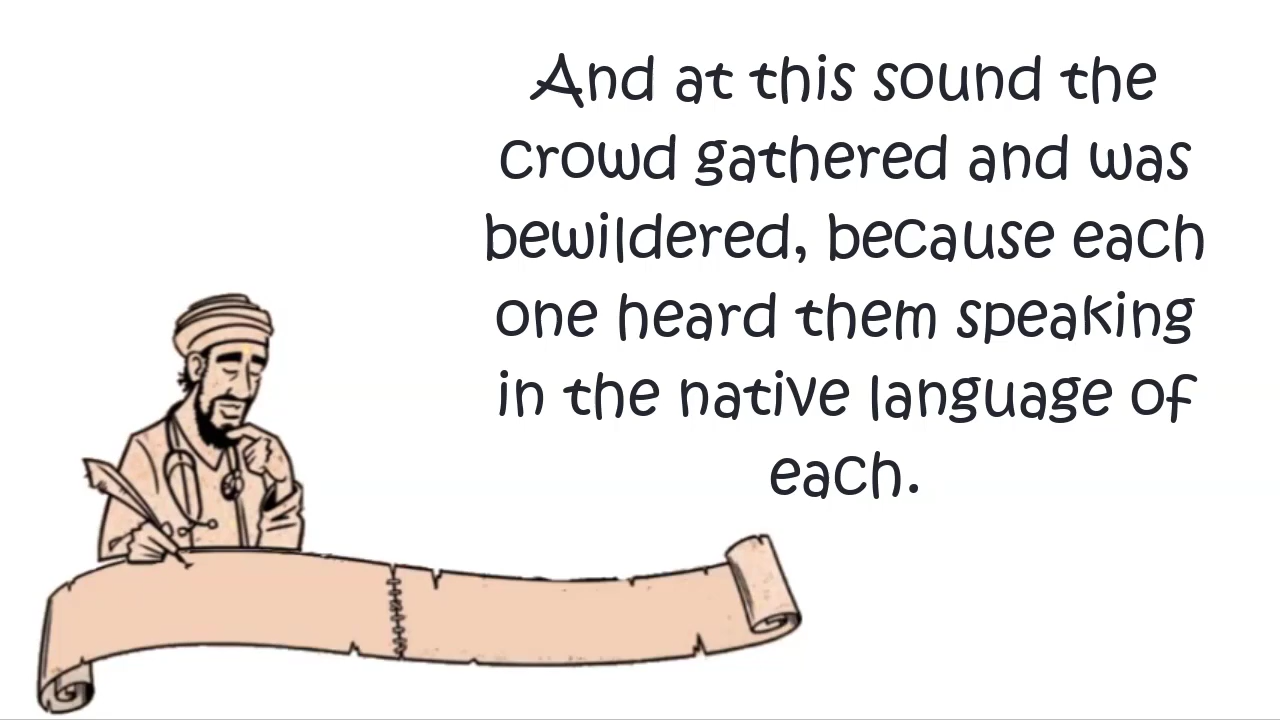 And at this sound the
crowd gathered and was
bewildered, because each
one heard them speaking
in the native language of
each.